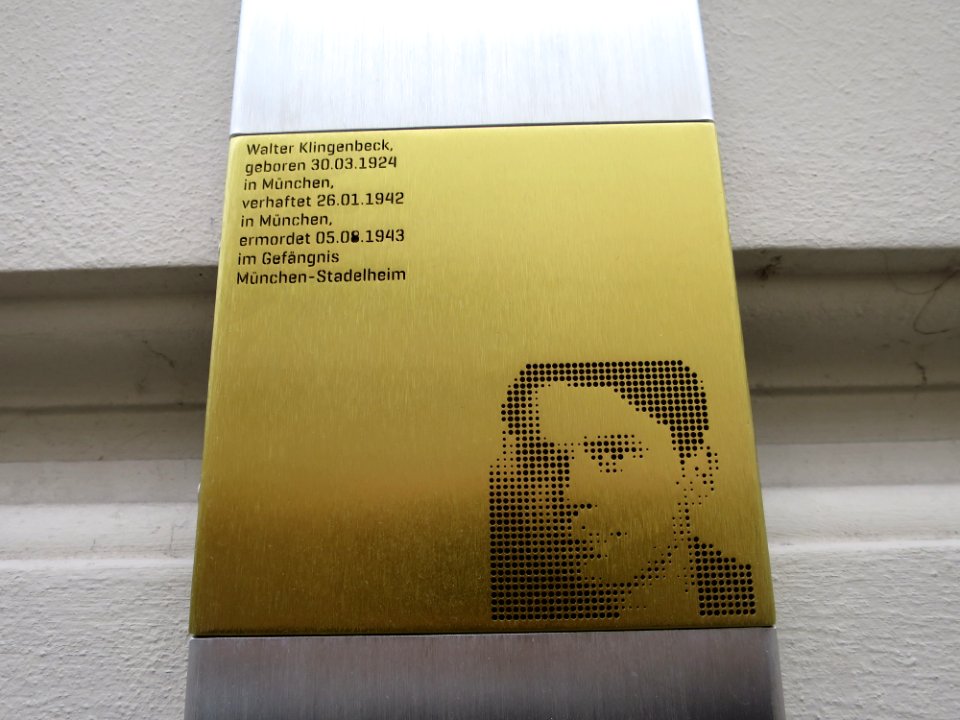 Walter Klingenbeck,
geboren 30.03.1924
in München,
verhaftet 26.01.1942
in München,
ermordet 05.08.1943
im Gefängnis
München-Stadelheim